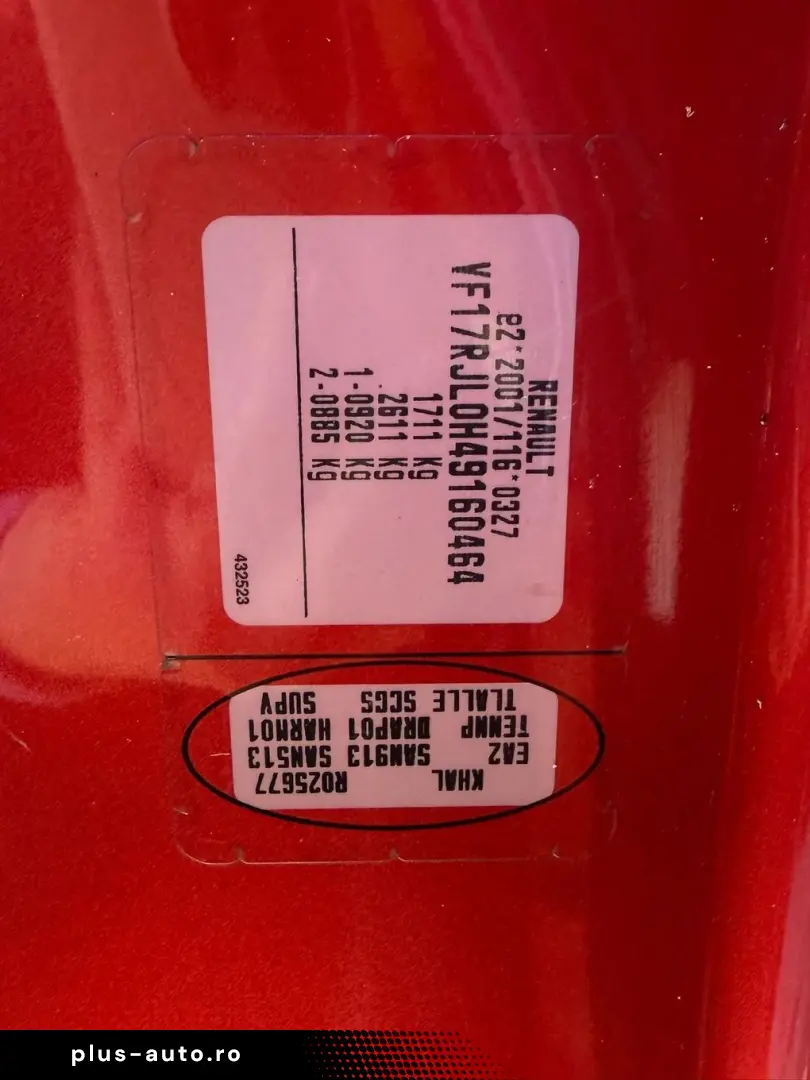 RENAULT
e2*2001/116*0327
VF17RJL0H49160464
1711 kg
2611 kg
1-0920 kg
2-0885 kg
432523
KHAL R025677
EA2 SAN913 SAN513
TENNP DRAP01 HARM01
TLALLE SCGS SUPV
plus-auto.ro